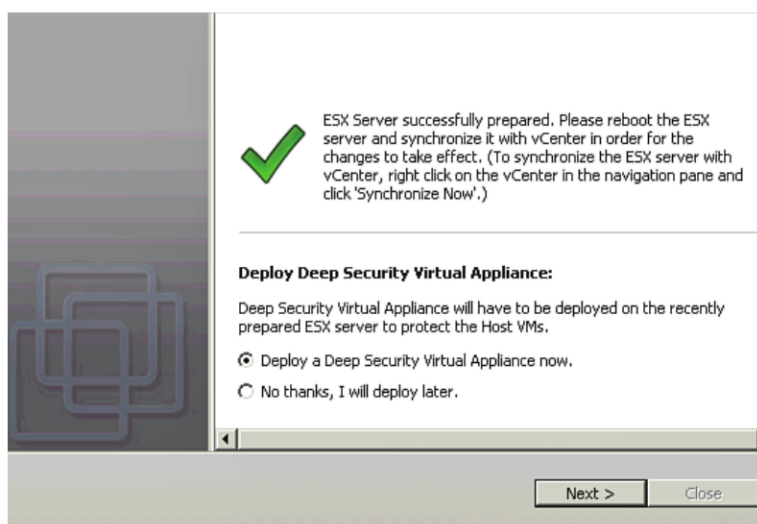 ESX Server successfully prepared. Please reboot the ESX
server and synchronize it with vCenter in order for the
changes to take effect. (To synchronize the ESX server with
vCenter, right click on the vCenter in the navigation pane and
click 'Synchronize Now'.)
Deploy Deep Security Virtual Appliance:
Deep Security Virtual Appliance will have to be deployed on the recently
prepared ESX server to protect the Host VMs.
Deploy a Deep Security Virtual Appliance now.
No thanks, I will deploy later.
Next > Close